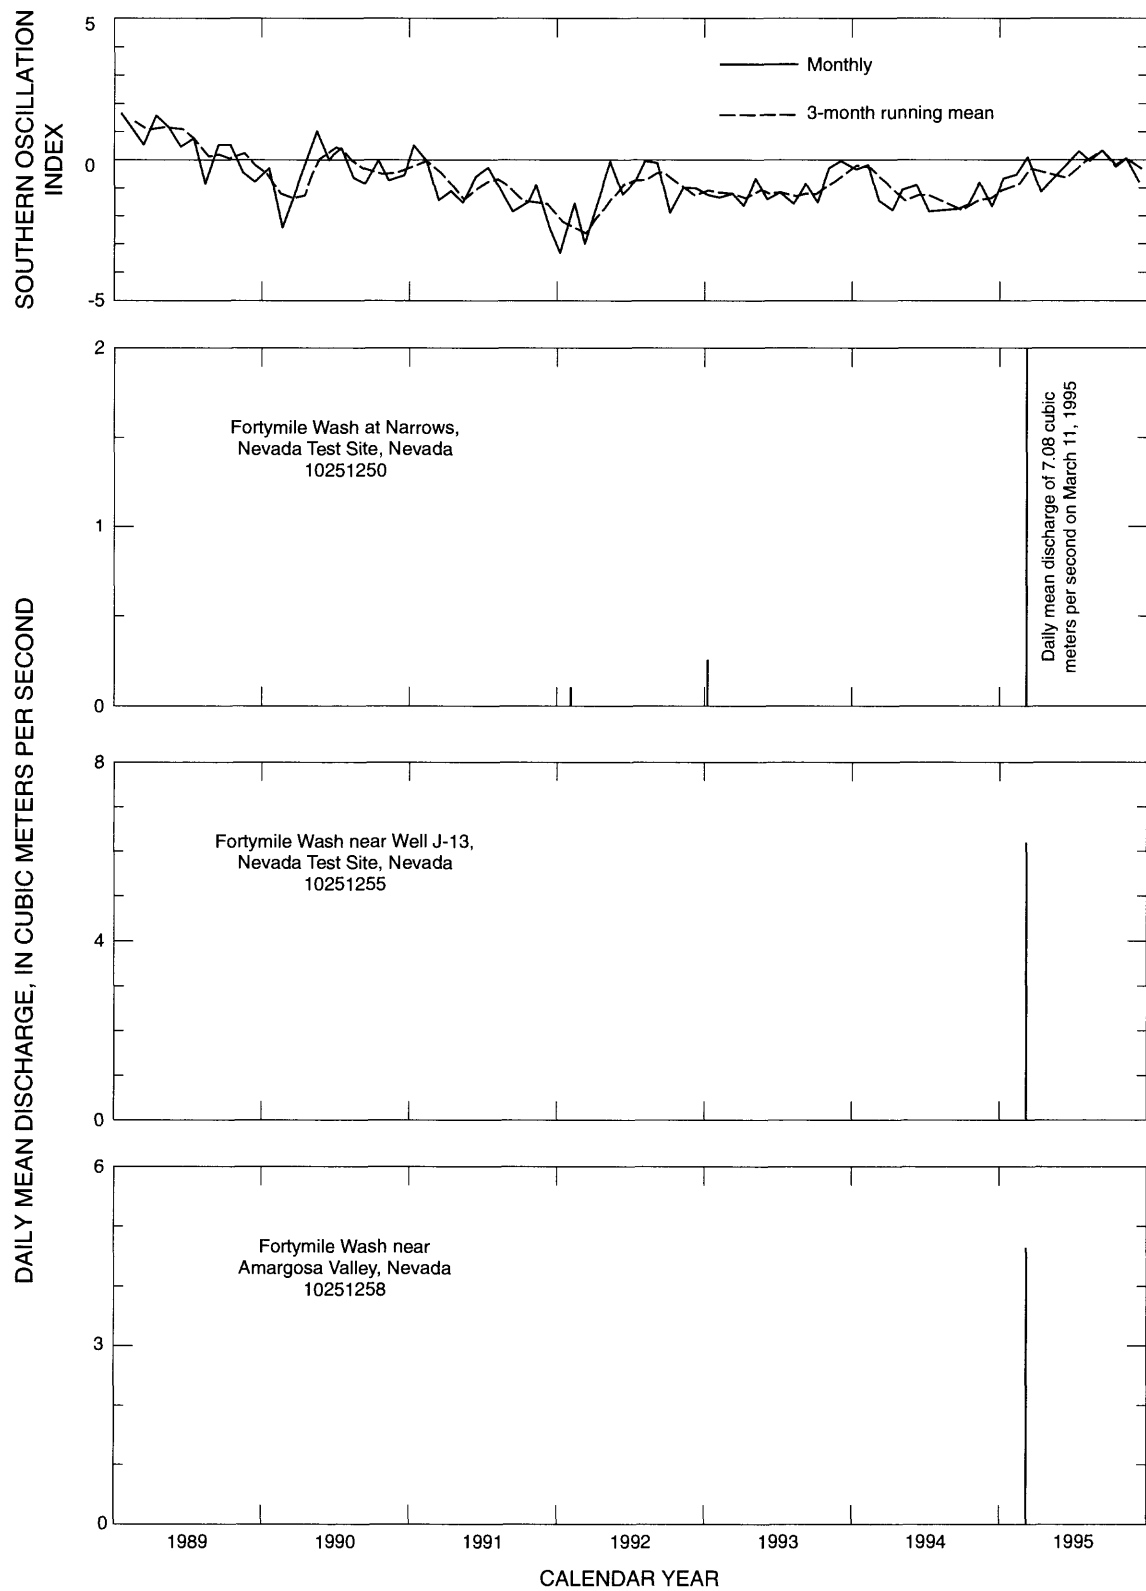 SOUTHERN OSCILLATION
INDEX
5
0
-5
Monthly
3-month running mean
DAILY MEAN DISCHARGE, IN CUBIC METERS PER SECOND
2
1
0
Fortymile Wash at Narrows,
Nevada Test Site, Nevada
10251250
Daily mean discharge of 7.08 cubic
meters per second on March 11, 1995
8
4
0
Fortymile Wash near Well J-13,
Nevada Test Site, Nevada
10251255
6
3
0
Fortymile Wash near
Amargosa Valley, Nevada
10251258
1989 1990 1991 1992 1993 1994 1995
CALENDAR YEAR